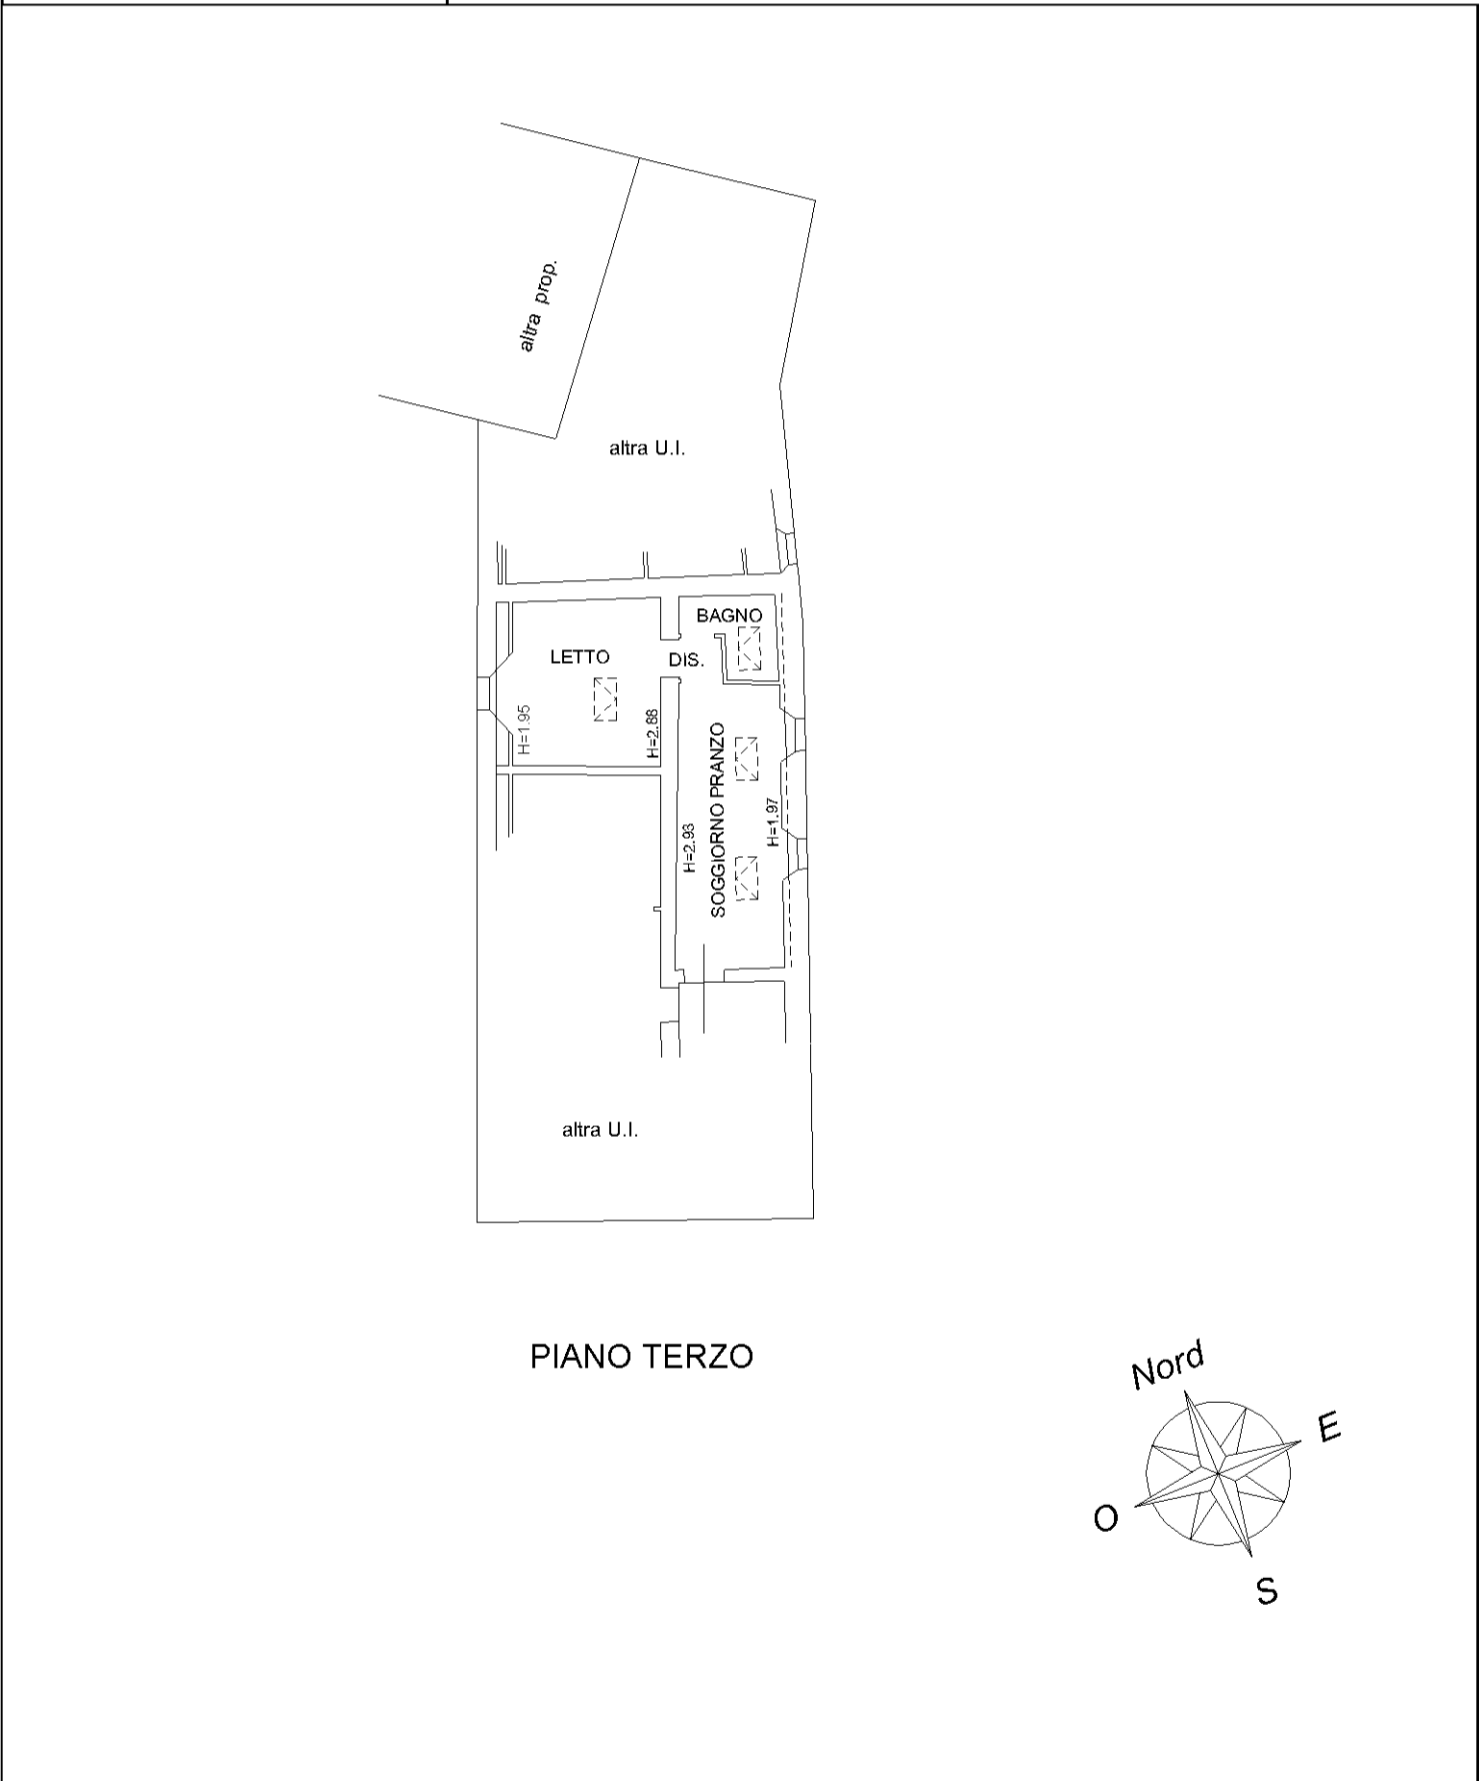 altra prop.
altra U.I.
BAGNO
LETTO
DIS.
H=1.95
H=2.88
SOGGIORNO PRANZO
H=2.93
H=1.97
altra U.I.
PIANO TERZO
Nord
E
O
S